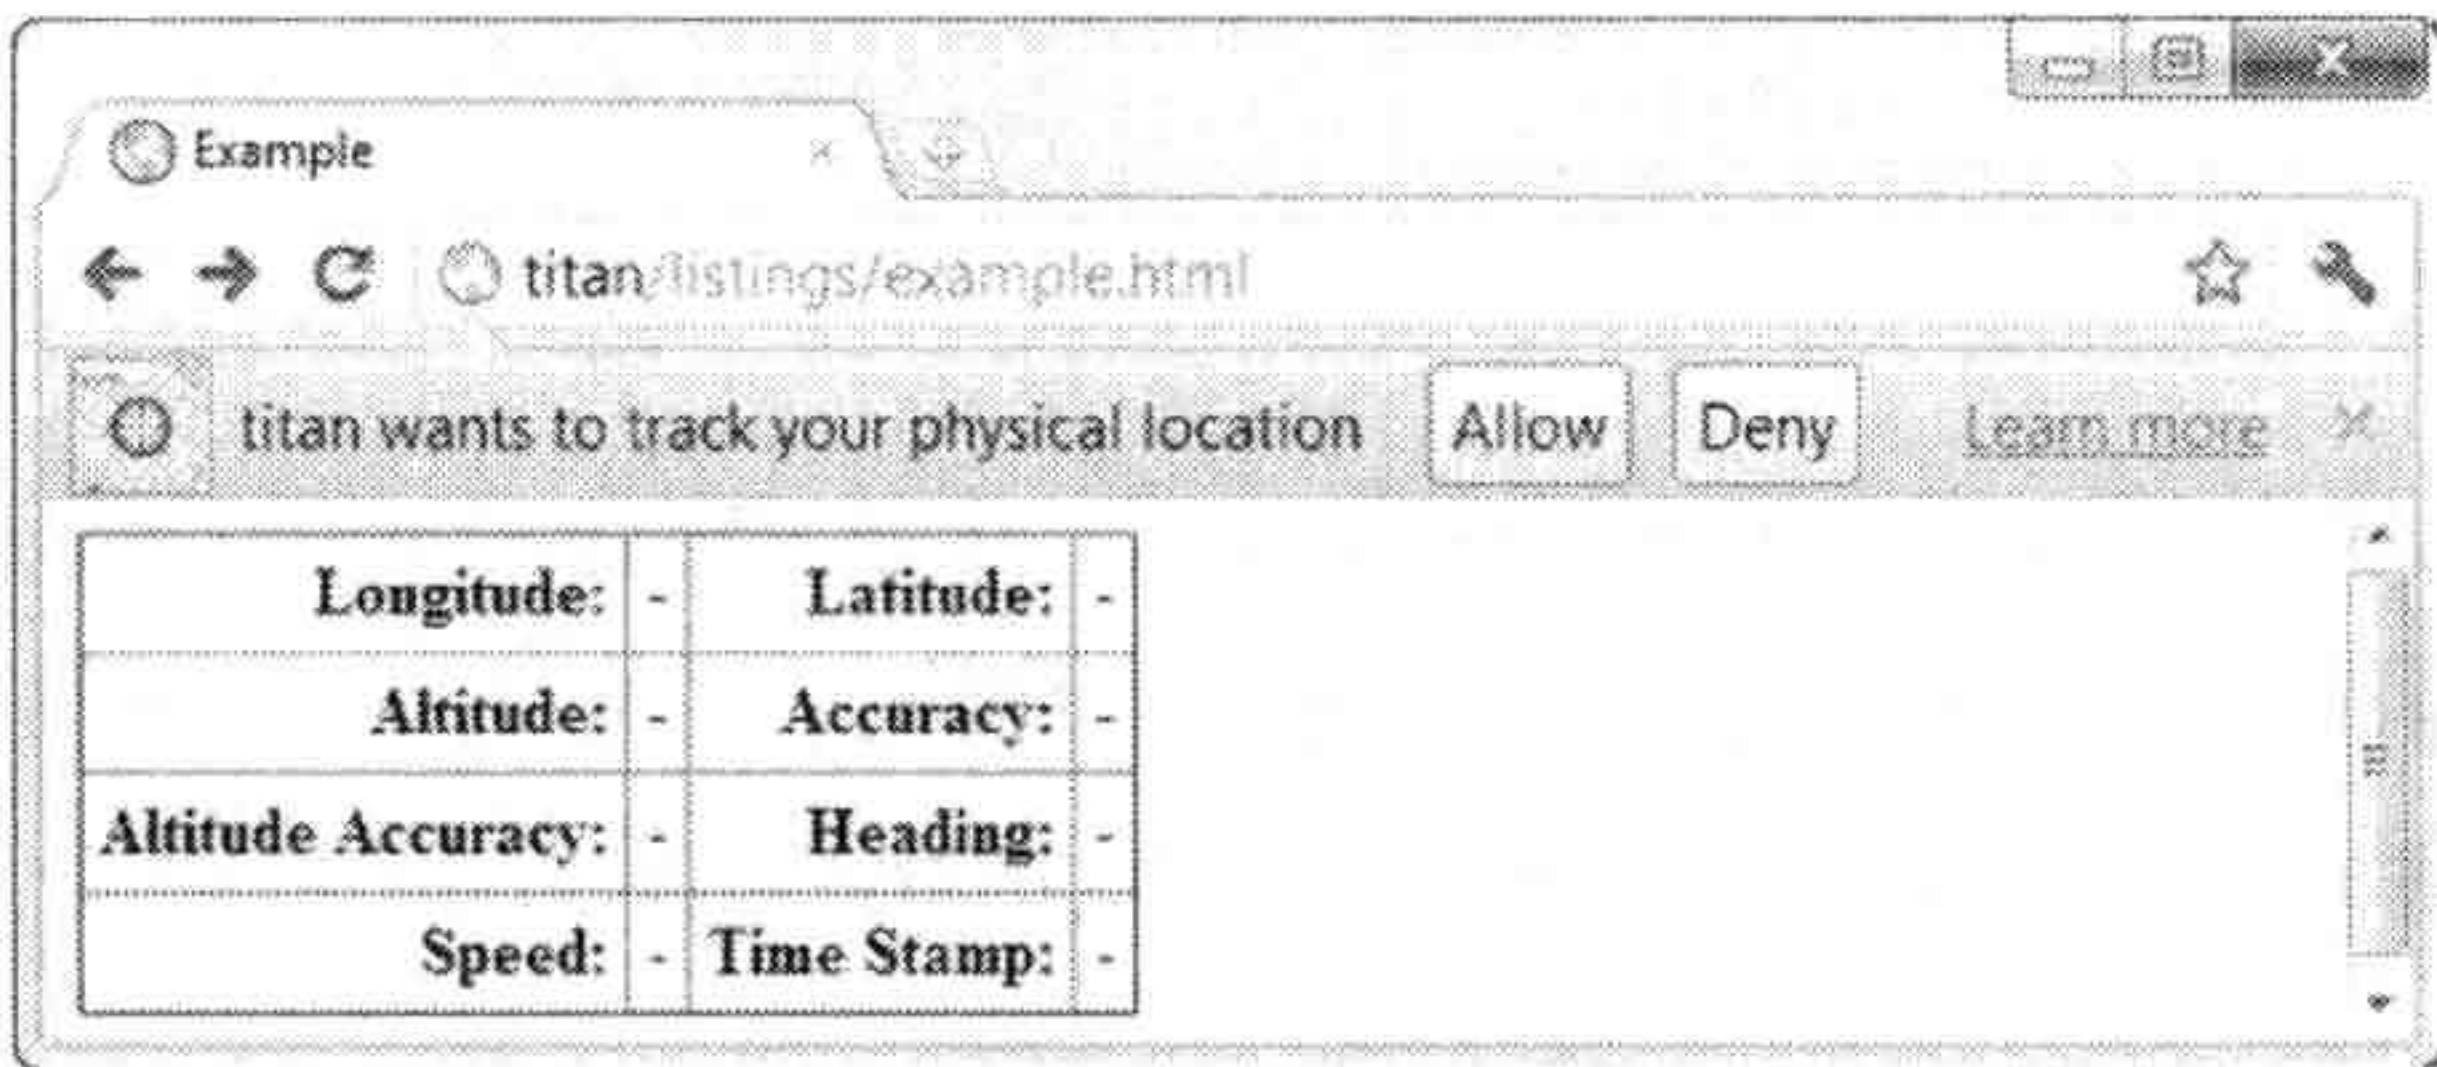 Example
titan/listings/example.html
titan wants to track your physical location Allow Deny Learn more
Longitude: - Latitude: -
Altitude: - Accuracy: -
Altitude Accuracy: - Heading: -
Speed: - Time Stamp: -